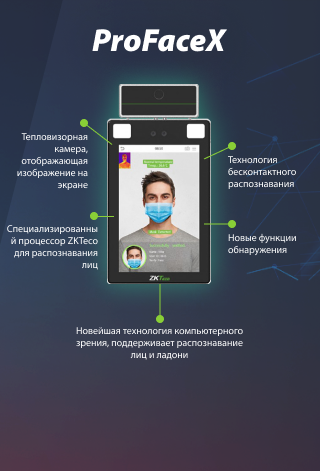 ProFaceX
Тепловизорная
камера,
отображающая
изображение на
экране
Технология
бесконтактного
распознавания
Специализированны
й процессор ZKTeco
для распознавания
лиц
Новые функции
обнаружения
ZKTeco
Новейшая технология компьютерного
зрения, поддерживает распознавание
лиц и ладони